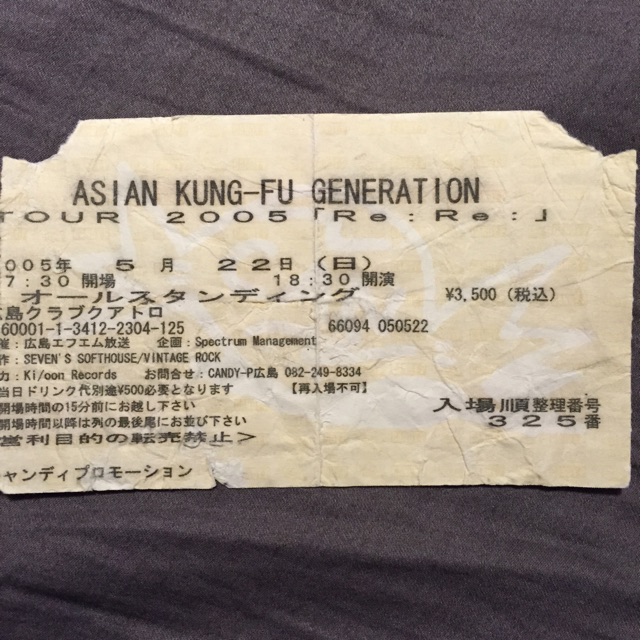 ASIAN KUNG-FU GENERATION
TOUR 2005「Re:Re:」
005年 5月 22日(日)
7:30 開場 18:30 開演
オールスタンディング ¥3,500(税込)
広島クラブクアトロ
60001-1-3412-2304-125 66094 050522
催:広島エフエム放送 企画:Spectrum Management
作:SEVEN'S SOFTHOUSE/VINTAGE ROCK
力:Ki/oon Records お問合せ:CANDY-P広島 082-249-8334
当日ドリンク代別途¥500必要となります 【再入場不可】
開場時間の15分前にお越し下さい
開場時間以降は列の最後尾にお並び下さい
入場順整理番号
325番
営利目的の転売禁止>
ャンディプロモーション